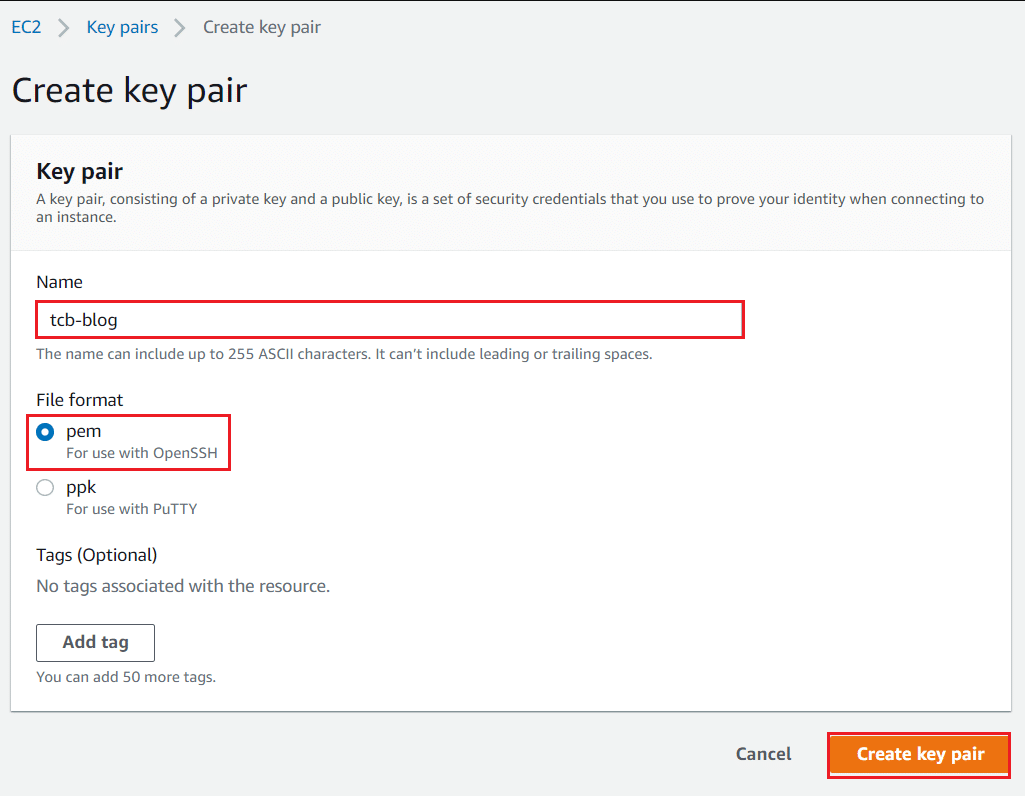 EC2 > Key pairs > Create key pair
Create key pair
Key pair
A key pair, consisting of a private key and a public key, is a set of security credentials that you use to prove your identity when connecting to
an instance.
Name
tcb-blog
The name can include up to 255 ASCII characters. It can’t include leading or trailing spaces.
File format
pem
For use with OpenSSH
ppk
For use with PuTTY
Tags (Optional)
No tags associated with the resource.
Add tag
You can add 50 more tags.
Cancel Create key pair